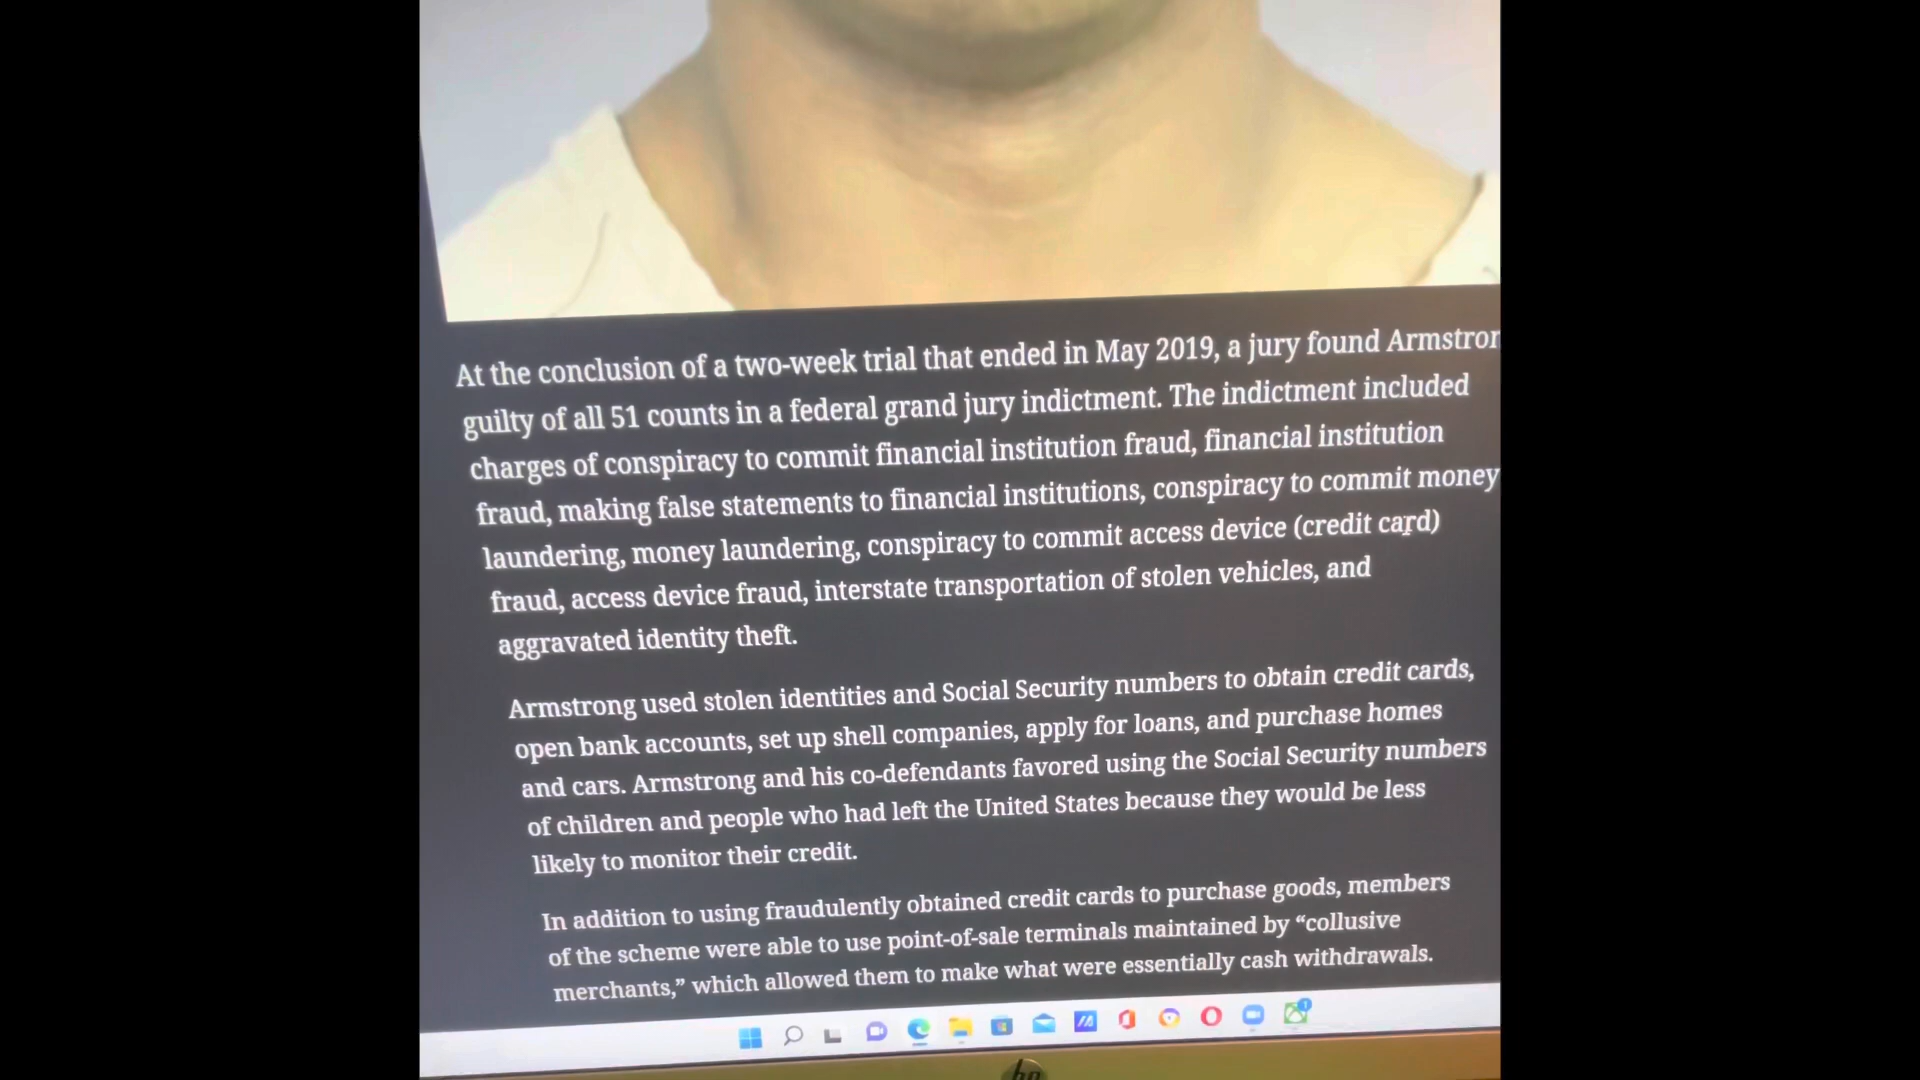 At the conclusion of a two-week trial that ended in May 2019, a jury found Armstron
guilty of all 51 counts in a federal grand jury indictment. The indictment included
charges of conspiracy to commit financial institution fraud, financial institution
fraud, making false statements to financial institutions, conspiracy to commit money
laundering, money laundering, conspiracy to commit access device (credit card)
fraud, access device fraud, interstate transportation of stolen vehicles, and
aggravated identity theft.
Armstrong used stolen identities and Social Security numbers to obtain credit cards,
open bank accounts, set up shell companies, apply for loans, and purchase homes
and cars. Armstrong and his co-defendants favored using the Social Security numbers
of children and people who had left the United States because they would be less
likely to monitor their credit.
In addition to using fraudulently obtained credit cards to purchase goods, members
of the scheme were able to use point-of-sale terminals maintained by “collusive
merchants,” which allowed them to make what were essentially cash withdrawals.
1
hp